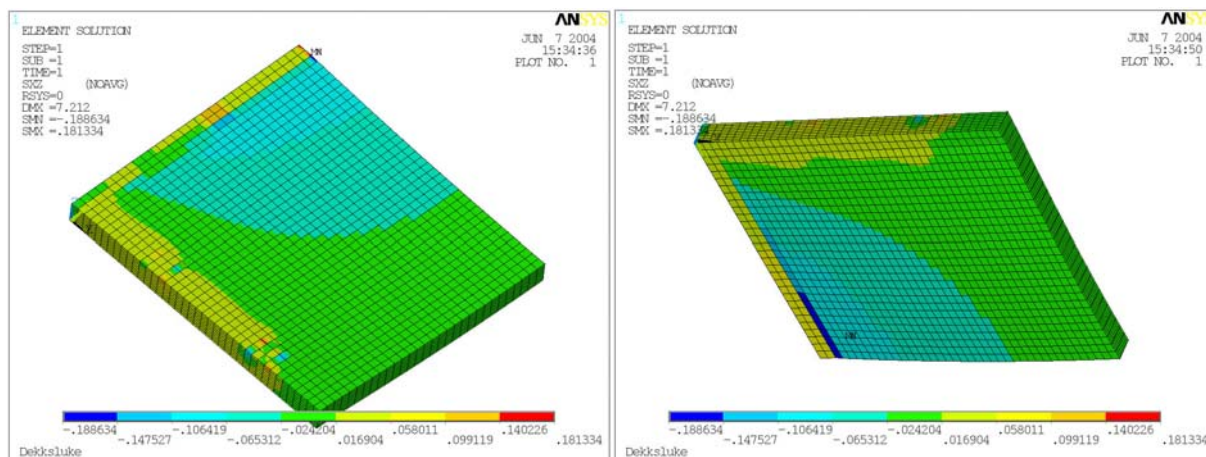 1
ANSYS
ELEMENT SOLUTION
JUN 7 2004
15:34:36
PLOT NO. 1
STEP=1
SUB =1
TIME=1
SXZ (NOAVG)
RSYS=0
DMX =7.212
SMN =-.188634
SMX =.181334
MN
-.188634 -.106419 -.024204 .058011 .140226
-.147527 -.065312 .016904 .099119 .181334
Dekksluke
1
ANSYS
ELEMENT SOLUTION
JUN 7 2004
15:34:50
PLOT NO. 1
STEP=1
SUB =1
TIME=1
SXZ (NOAVG)
RSYS=0
DMX =7.212
SMN =-.188634
SMX =.181334
MN
-.188634 -.106419 -.024204 .058011 .140226
-.147527 -.065312 .016904 .099119 .181334
Dekksluke